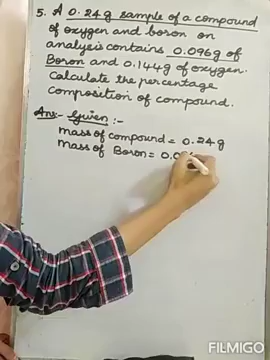 5. A 0.24g sample of a compound
of oxygen and boron on
analysis contains 0.096g of
Boron and 0.144g of oxygen.
Calculate the percentage
composition of compound.
Ans:- Given :-
Mass of compound = 0.24 g
Mass of Boron = 0.09
FILMIGO